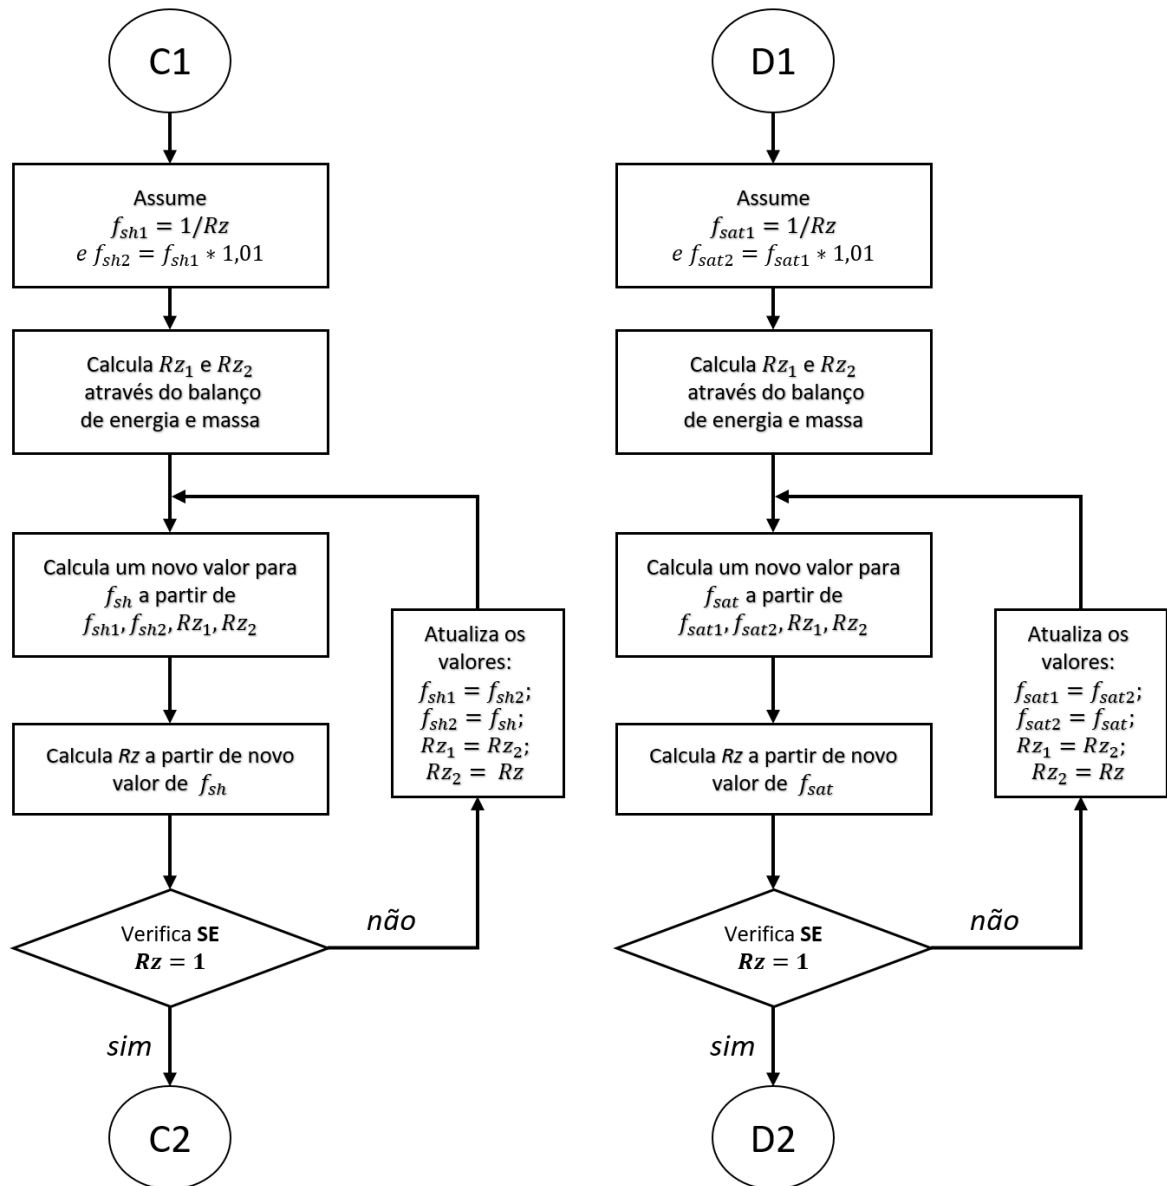 C1
Assume
f_sh1 = 1/Rz
e f_sh2 = f_sh1 * 1,01
Calcula Rz_1 e Rz_2
através do balanço
de energia e massa
Calcula um novo valor para
f_sh a partir de
f_sh1, f_sh2, Rz_1, Rz_2
Atualiza os
valores:
f_sh1 = f_sh2;
f_sh2 = f_sh;
Rz_1 = Rz_2;
Rz_2 = Rz
Calcula Rz a partir de novo
valor de f_sh
Verifica SE
Rz = 1
não
sim
C2
D1
Assume
f_sat1 = 1/Rz
e f_sat2 = f_sat1 * 1,01
Calcula Rz_1 e Rz_2
através do balanço
de energia e massa
Calcula um novo valor para
f_sat a partir de
f_sat1, f_sat2, Rz_1, Rz_2
Atualiza os
valores:
f_sat1 = f_sat2;
f_sat2 = f_sat;
Rz_1 = Rz_2;
Rz_2 = Rz
Calcula Rz a partir de novo
valor de f_sat
Verifica SE
Rz = 1
não
sim
D2